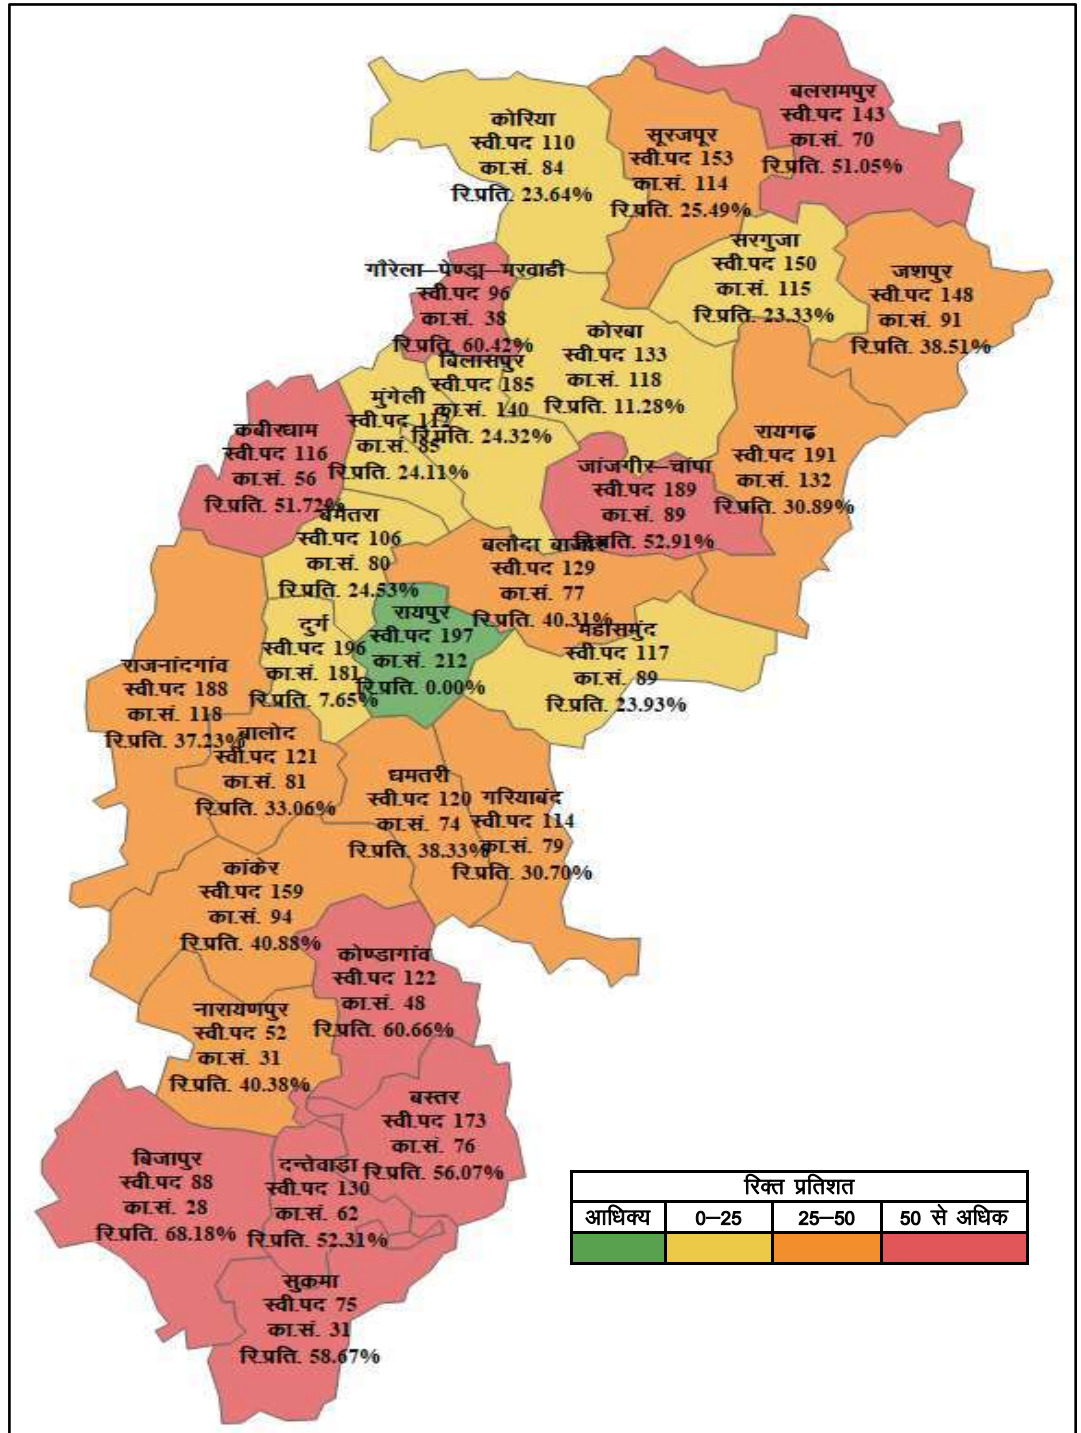 बलरामपुर
स्वी.पद 143
का.सं. 70
रि.प्रति. 51.05%
कोरिया
स्वी.पद 110
का.सं. 84
रि.प्रति. 23.64%
सूरजपूर
स्वी.पद 153
का.सं. 114
रि.प्रति. 25.49%
सरगुजा
स्वी.पद 150
का.सं. 115
रि.प्रति. 23.33%
जशपुर
स्वी.पद 148
का.सं. 91
रि.प्रति. 38.51%
गौरेला–पेण्ड्रा–मरवाडी
स्वी.पद 96
का.सं. 38
रि.प्रति. 60.42%
कोरबा
स्वी.पद 133
का.सं. 118
रि.प्रति. 11.28%
बिलासपुर
स्वी.पद 185
का.सं. 140
रि.प्रति. 24.32%
मुंगेली
स्वी.पद 112
का.सं. 85
रि.प्रति. 24.11%
कबीरधाम
स्वी.पद 116
का.सं. 56
रि.प्रति. 51.72%
रायगढ़
स्वी.पद 191
का.सं. 132
रि.प्रति. 30.89%
जांजगीर–चांपा
स्वी.पद 189
का.सं. 89
रि.प्रति. 52.91%
बेमेतरा
स्वी.पद 106
का.सं. 80
रि.प्रति. 24.53%
बलौदा बाजार
स्वी.पद 129
का.सं. 77
रि.प्रति. 40.31%
रायपुर
स्वी.पद 197
का.सं. 212
रि.प्रति. 0.00%
दुर्ग
स्वी.पद 196
का.सं. 181
रि.प्रति. 7.65%
महासमुंद
स्वी.पद 117
का.सं. 89
रि.प्रति. 23.93%
राजनांदगांव
स्वी.पद 188
का.सं. 118
रि.प्रति. 37.23%
बालोद
स्वी.पद 121
का.सं. 81
रि.प्रति. 33.06%
धमतरी
स्वी.पद 120
का.सं. 74
रि.प्रति. 38.33%
गरियाबंद
स्वी.पद 114
का.सं. 79
रि.प्रति. 30.70%
कांकेर
स्वी.पद 159
का.सं. 94
रि.प्रति. 40.88%
कोण्डागांव
स्वी.पद 122
का.सं. 48
रि.प्रति. 60.66%
नारायणपुर
स्वी.पद 52
का.सं. 31
रि.प्रति. 40.38%
बस्तर
स्वी.पद 173
का.सं. 76
रि.प्रति. 56.07%
बिजापुर
स्वी.पद 88
का.सं. 28
रि.प्रति. 68.18%
दन्तेवाडा
स्वी.पद 130
का.सं. 62
रि.प्रति. 52.31%
सुकमा
स्वी.पद 75
का.सं. 31
रि.प्रति. 58.67%
रिक्त प्रतिशत
आधिक्य 0–25 25–50 50 से अधिक